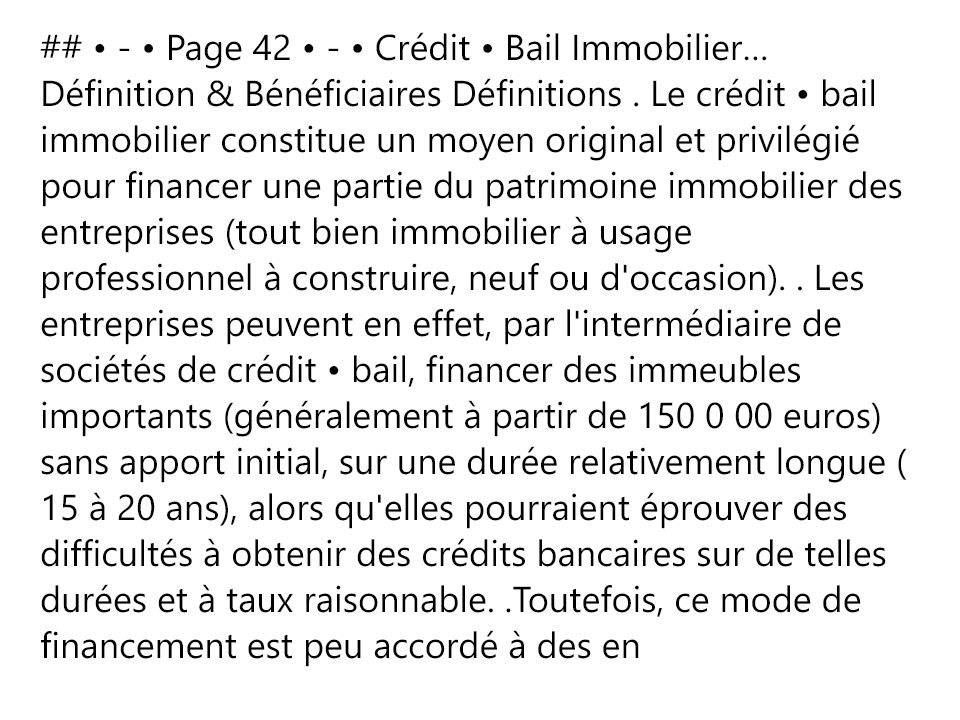 ## • - • Page 42 • - • Crédit • Bail Immobilier...
Définition & Bénéficiaires Définitions . Le crédit • bail
immobilier constitue un moyen original et privilégié
pour financer une partie du patrimoine immobilier des
entreprises (tout bien immobilier à usage
professionnel à construire, neuf ou d'occasion). . Les
entreprises peuvent en effet, par l'intermédiaire de
sociétés de crédit • bail, financer des immeubles
importants (généralement à partir de 150 0 00 euros)
sans apport initial, sur une durée relativement longue (
15 à 20 ans), alors qu'elles pourraient éprouver des
difficultés à obtenir des crédits bancaires sur de telles
durées et à taux raisonnable. .Toutefois, ce mode de
financement est peu accordé à des en